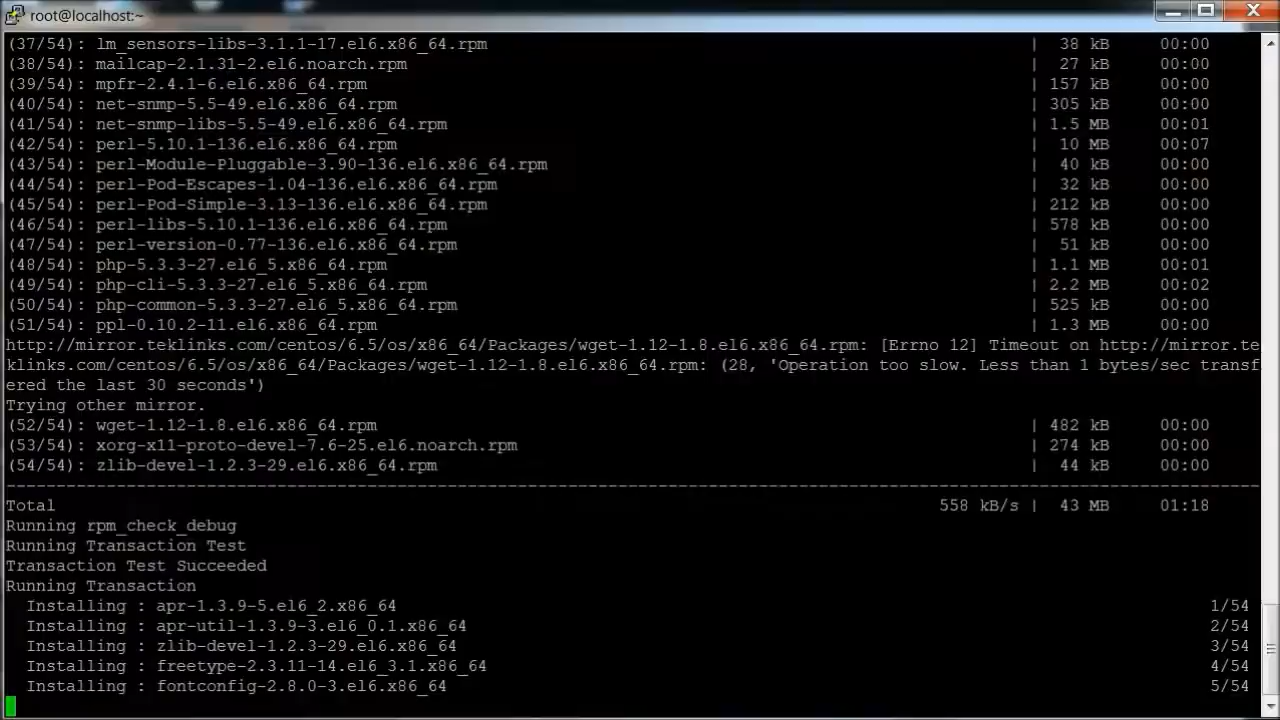 root@localhost:~
(37/54): lm_sensors-libs-3.1.1-17.el6.x86_64.rpm | 38 kB 00:00
(38/54): mailcap-2.1.31-2.el6.noarch.rpm | 27 kB 00:00
(39/54): mpfr-2.4.1-6.el6.x86_64.rpm | 157 kB 00:00
(40/54): net-snmp-5.5-49.el6.x86_64.rpm | 305 kB 00:00
(41/54): net-snmp-libs-5.5-49.el6.x86_64.rpm | 1.5 MB 00:01
(42/54): perl-5.10.1-136.el6.x86_64.rpm | 10 MB 00:07
(43/54): perl-Module-Pluggable-3.90-136.el6.x86_64.rpm | 40 kB 00:00
(44/54): perl-Pod-Escapes-1.04-136.el6.x86_64.rpm | 32 kB 00:00
(45/54): perl-Pod-Simple-3.13-136.el6.x86_64.rpm | 212 kB 00:00
(46/54): perl-libs-5.10.1-136.el6.x86_64.rpm | 578 kB 00:00
(47/54): perl-version-0.77-136.el6.x86_64.rpm | 51 kB 00:00
(48/54): php-5.3.3-27.el6_5.x86_64.rpm | 1.1 MB 00:01
(49/54): php-cli-5.3.3-27.el6_5.x86_64.rpm | 2.2 MB 00:02
(50/54): php-common-5.3.3-27.el6_5.x86_64.rpm | 525 kB 00:00
(51/54): ppl-0.10.2-11.el6.x86_64.rpm | 1.3 MB 00:00
http://mirror.teklinks.com/centos/6.5/os/x86_64/Packages/wget-1.12-1.8.el6.x86_64.rpm: [Errno 12] Timeout on http://mirror.te
klinks.com/centos/6.5/os/x86_64/Packages/wget-1.12-1.8.el6.x86_64.rpm: (28, 'Operation too slow. Less than 1 bytes/sec transf
ered the last 30 seconds')
Trying other mirror.
(52/54): wget-1.12-1.8.el6.x86_64.rpm | 482 kB 00:00
(53/54): xorg-x11-proto-devel-7.6-25.el6.noarch.rpm | 274 kB 00:00
(54/54): zlib-devel-1.2.3-29.el6.x86_64.rpm | 44 kB 00:00
--------------------------------------------------------------------------------
Total 558 kB/s | 43 MB 01:18
Running rpm_check_debug
Running Transaction Test
Transaction Test Succeeded
Running Transaction
Installing : apr-1.3.9-5.el6_2.x86_64 1/54
Installing : apr-util-1.3.9-3.el6_0.1.x86_64 2/54
Installing : zlib-devel-1.2.3-29.el6.x86_64 3/54
Installing : freetype-2.3.11-14.el6_3.1.x86_64 4/54
Installing : fontconfig-2.8.0-3.el6.x86_64 5/54